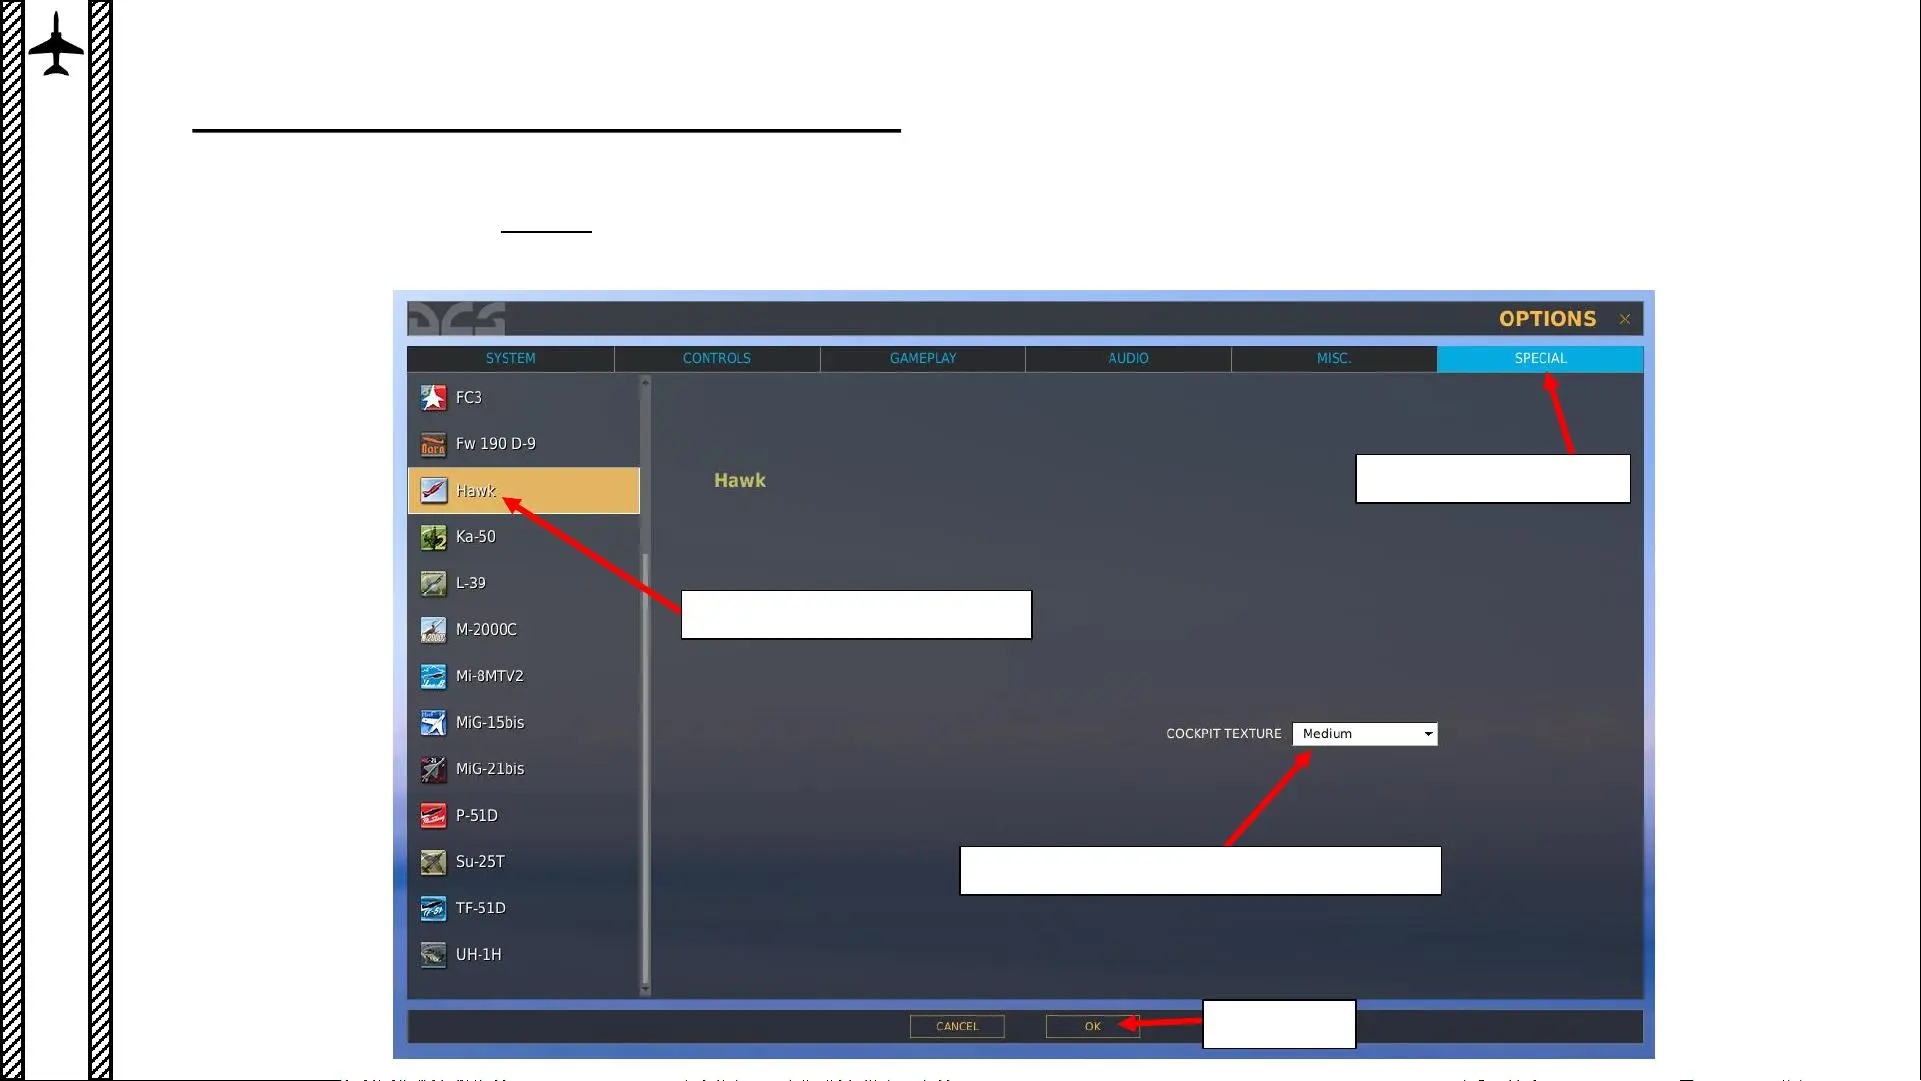 DCS
OPTIONS ×
SYSTEM CONTROLS GAMEPLAY AUDIO MISC. SPECIAL
FC3
Fw 190 D-9
Hawk
Hawk
Ka-50
L-39
M-2000C
Mi-8MTV2
MiG-15bis
COCKPIT TEXTURE Medium
MiG-21bis
P-51D
Su-25T
TF-51D
UH-1H
CANCEL OK